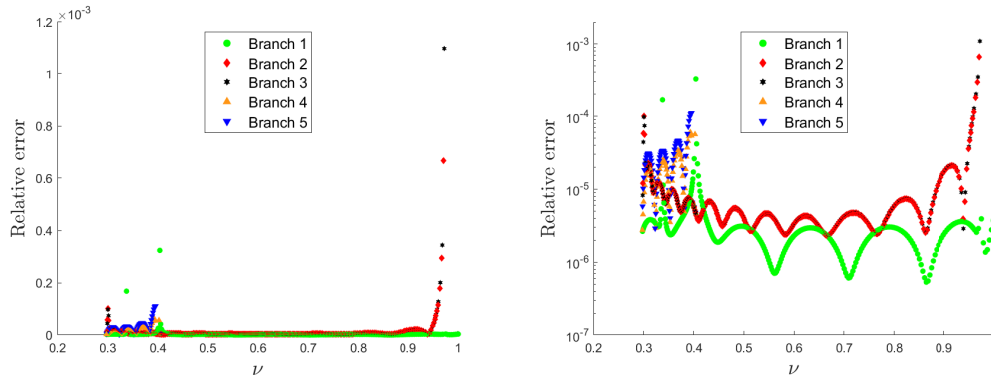 ×10⁻³
1.2
1
0.8
0.6
0.4
0.2
0
Relative error
0.2 0.3 0.4 0.5 0.6 0.7 0.8 0.9 1
ν
Branch 1
Branch 2
Branch 3
Branch 4
Branch 5
10⁻³
10⁻⁴
10⁻⁵
10⁻⁶
10⁻⁷
Relative error
0.2 0.3 0.4 0.5 0.6 0.7 0.8 0.9
ν
Branch 1
Branch 2
Branch 3
Branch 4
Branch 5